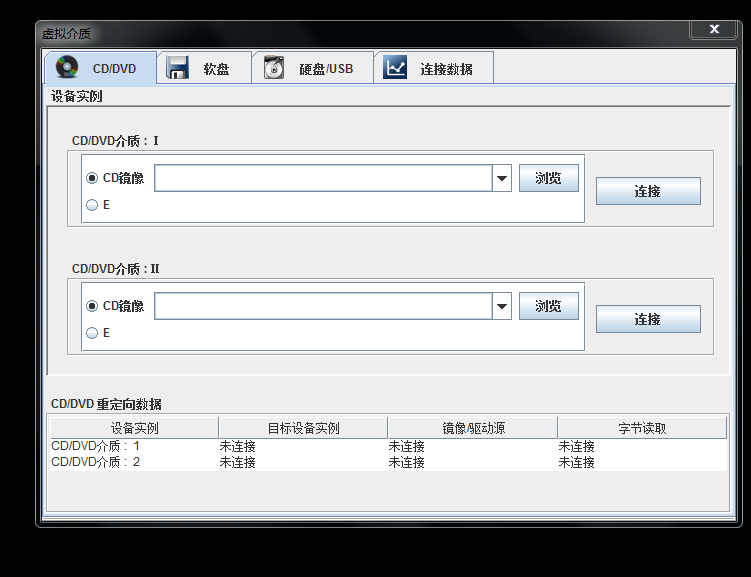 虚拟介质
CD/DVD 软盘 硬盘/USB 连接数据
设备实例
CD/DVD介质 : I
CD镜像 浏览
连接
E
CD/DVD介质 : II
CD镜像 浏览
连接
E
CD/DVD 重定向数据
设备实例 目标设备实例 镜像/驱动源 字节读取
CD/DVD介质 : 1 未连接 未连接 未连接
CD/DVD介质 : 2 未连接 未连接 未连接